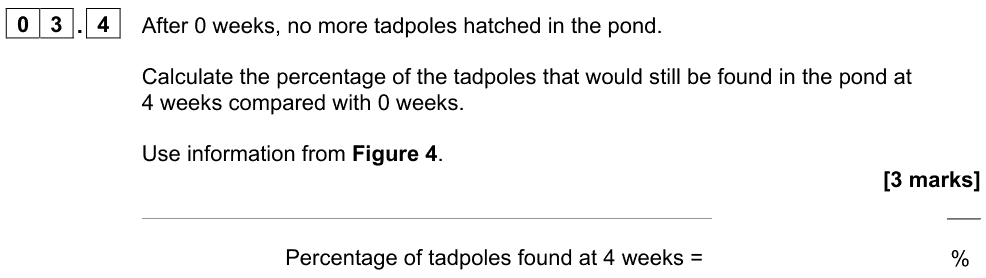 0 3 . 4 After 0 weeks, no more tadpoles hatched in the pond.
Calculate the percentage of the tadpoles that would still be found in the pond at
4 weeks compared with 0 weeks.
Use information from Figure 4.
[3 marks]
Percentage of tadpoles found at 4 weeks = %